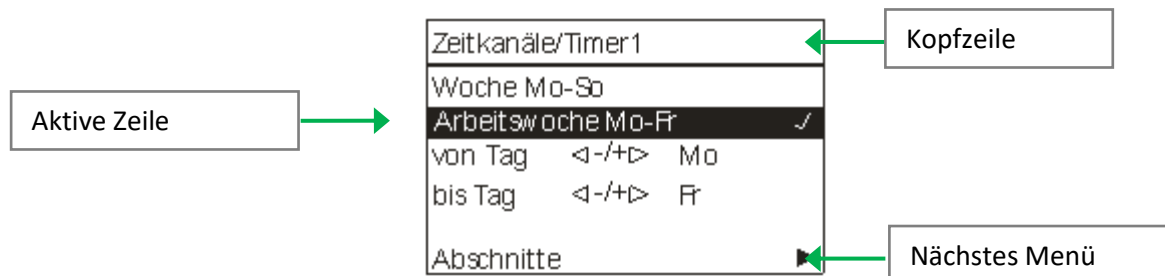 Zeitkanäle/Timer1
Kopfzeile
Woche Mo-So
Aktive Zeile
Arbeitswoche Mo-Fr ✓
von Tag ◁-/+▷ Mo
bis Tag ◁-/+▷ Fr
Abschnitte ▶
Nächstes Menü